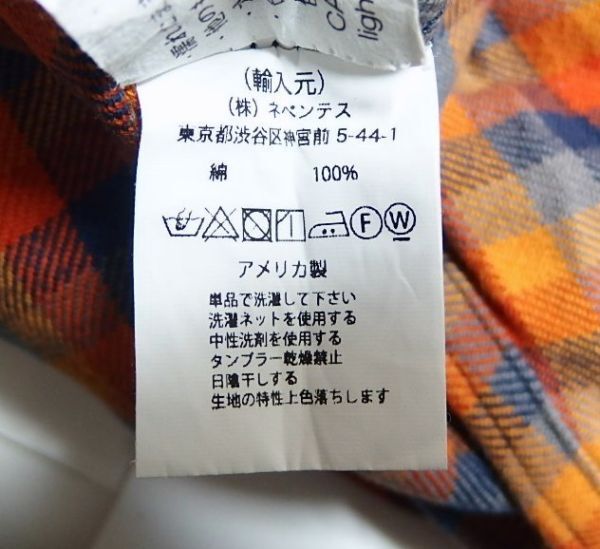 CA
ligh
(輸入元)
(株) ネペンテス
東京都渋谷区神宮前 5-44-1
綿 100%
F W
アメリカ製
単品で洗濯して下さい
洗濯ネットを使用する
中性洗剤を使用する
タンブラー乾燥禁止
日陰干しする
生地の特性上色落ちします